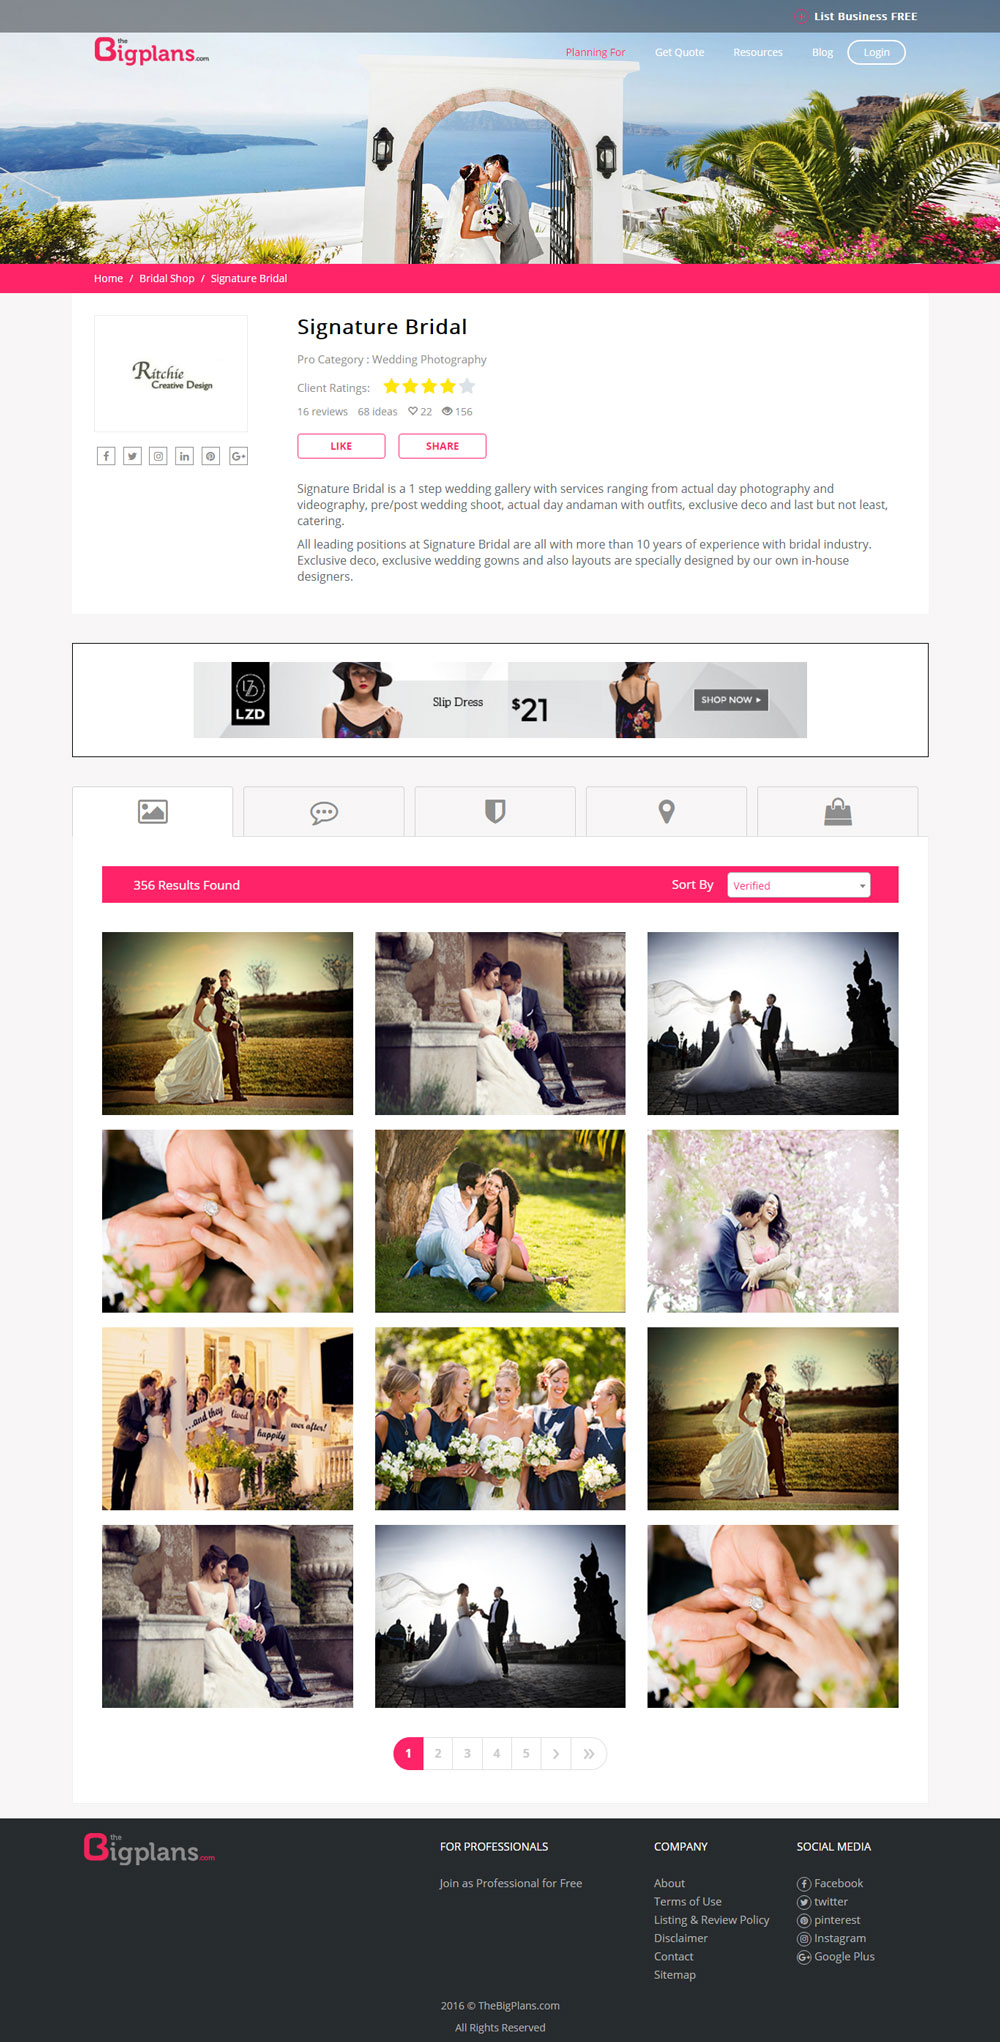 List Business FREE
the
Bigplans.com
Planning For Get Quote Resources Blog Login
Home / Bridal Shop / Signature Bridal
Ritchie
Creative Design
Signature Bridal
Pro Category : Wedding Photography
Client Ratings:
16 reviews 68 ideas 22 156
LIKE SHARE
Signature Bridal is a 1 step wedding gallery with services ranging from actual day photography and
videography, pre/post wedding shoot, actual day andaman with outfits, exclusive deco and last but not least,
catering.
All leading positions at Signature Bridal are all with more than 10 years of experience with bridal industry.
Exclusive deco, exclusive wedding gowns and also layouts are specially designed by our own in-house
designers.
LZD
Slip Dress $21
SHOP NOW
356 Results Found
Sort By Verified
...and they lived happily ever after!
1 2 3 4 5
the
Bigplans.com
FOR PROFESSIONALS
Join as Professional for Free
COMPANY
About
Terms of Use
Listing & Review Policy
Disclaimer
Contact
Sitemap
SOCIAL MEDIA
Facebook
twitter
pinterest
Instagram
Google Plus
2016 © TheBigPlans.com
All Rights Reserved